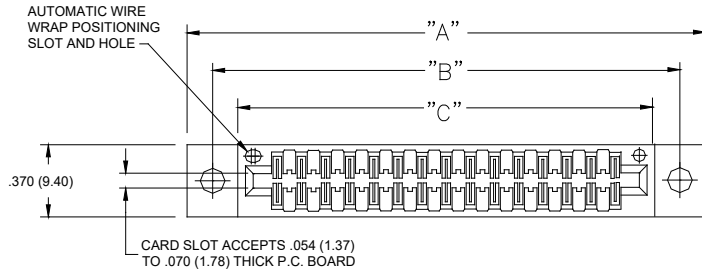 AUTOMATIC WIRE
WRAP POSITIONING
SLOT AND HOLE
"A"
"B"
"C"
.370 (9.40)
CARD SLOT ACCEPTS .054 (1.37)
TO .070 (1.78) THICK P.C. BOARD